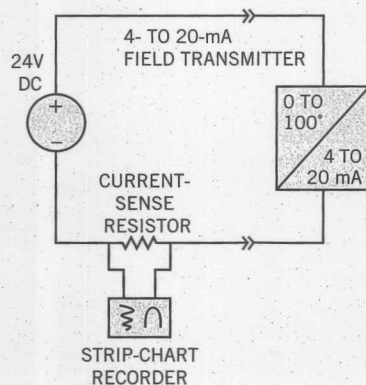 4- TO 20-mA
FIELD TRANSMITTER
24V
DC
+
−
0 TO
100°
4 TO
20 mA
CURRENT-
SENSE
RESISTOR
STRIP-CHART
RECORDER